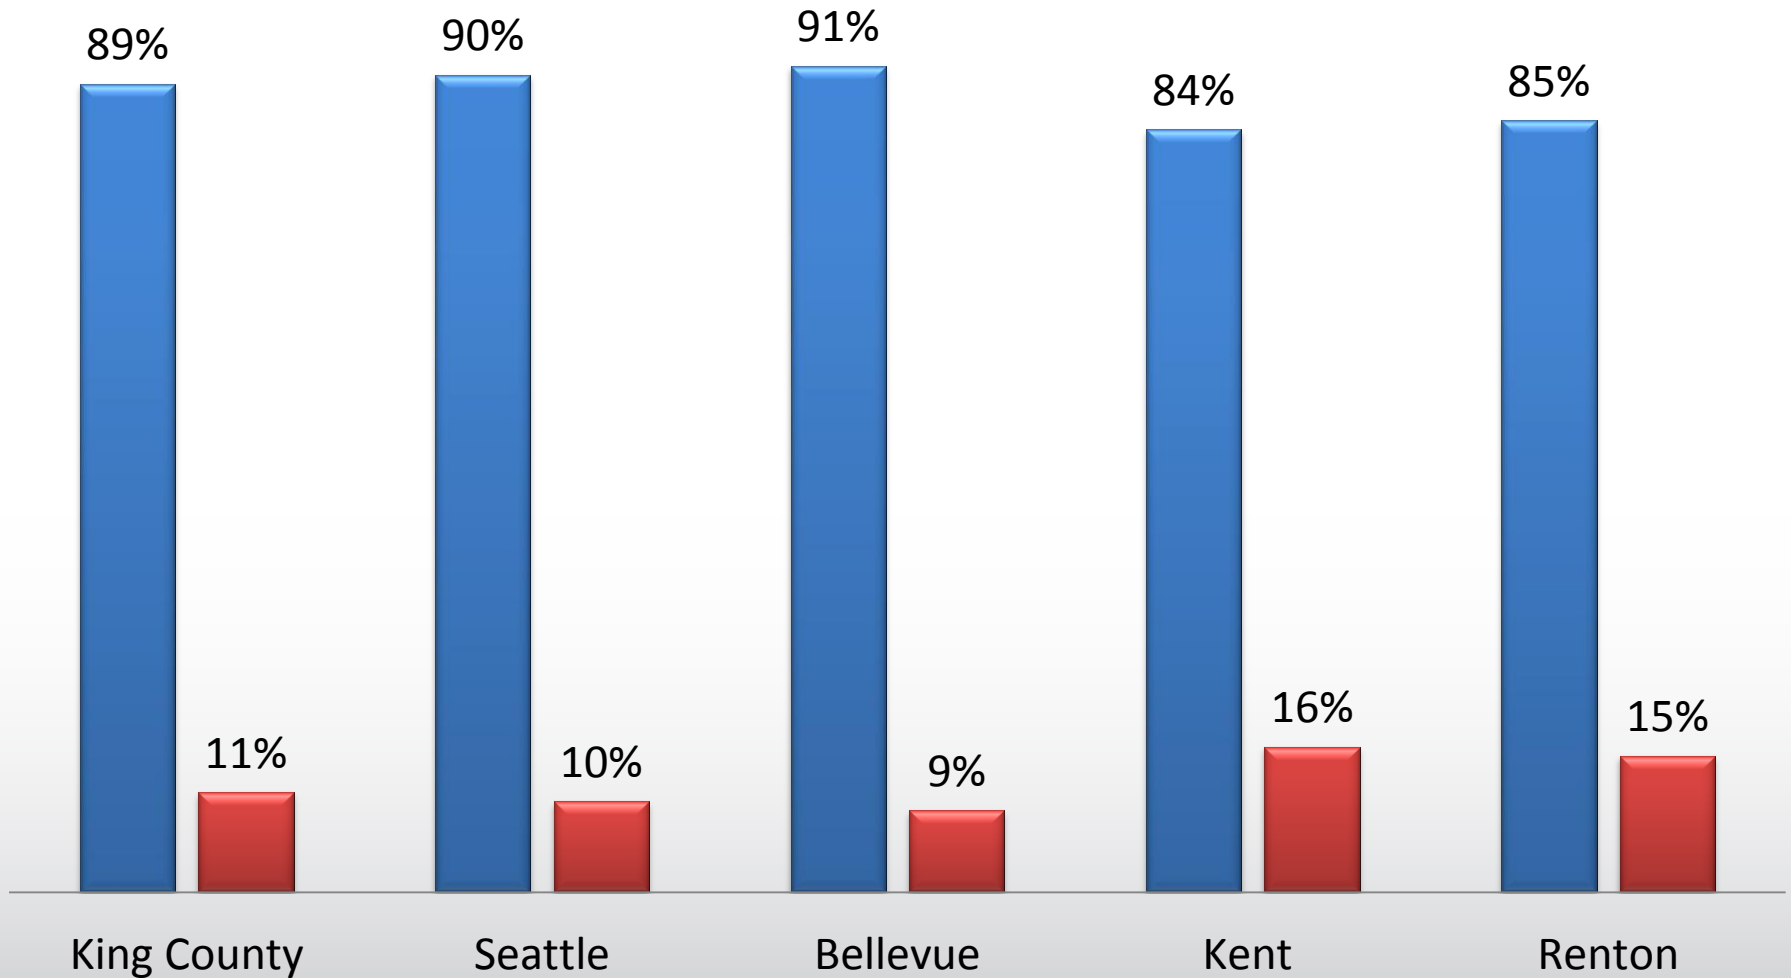 89%
90%
91%
84%
85%
11%
10%
9%
16%
15%
King County
Seattle
Bellevue
Kent
Renton